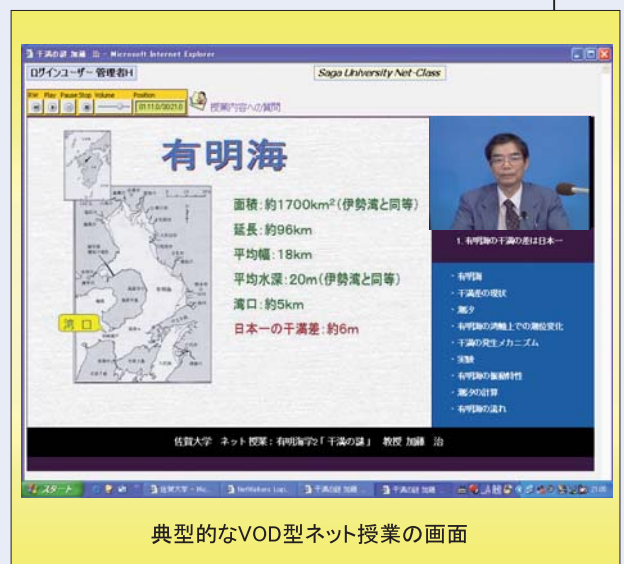 干満の謎 加藤 治 - Microsoft Internet Explorer
ログインユーザー 管理者H
Saga University Net-Class
Play Pause Stop Volume Position
授業内容への質問
有明海
面積:約1700km²(伊勢湾と同等)
延長:約96km
平均幅:18km
平均水深:20m(伊勢湾と同等)
湾口:約5km
日本一の干満差:約6m
湾口
1. 有明海の干満の差は日本一
・有明海
・干満差の現状
・潮汐
・有明海の湾軸上での潮位変化
・干満の発生メカニズム
・実験
・有明海の振動特性
・潮汐の計算
・有明海の流れ
佐賀大学 ネット授業:有明海学2「干満の謎」 教授 加藤 治
スタート
典型的なVOD型ネット授業の画面